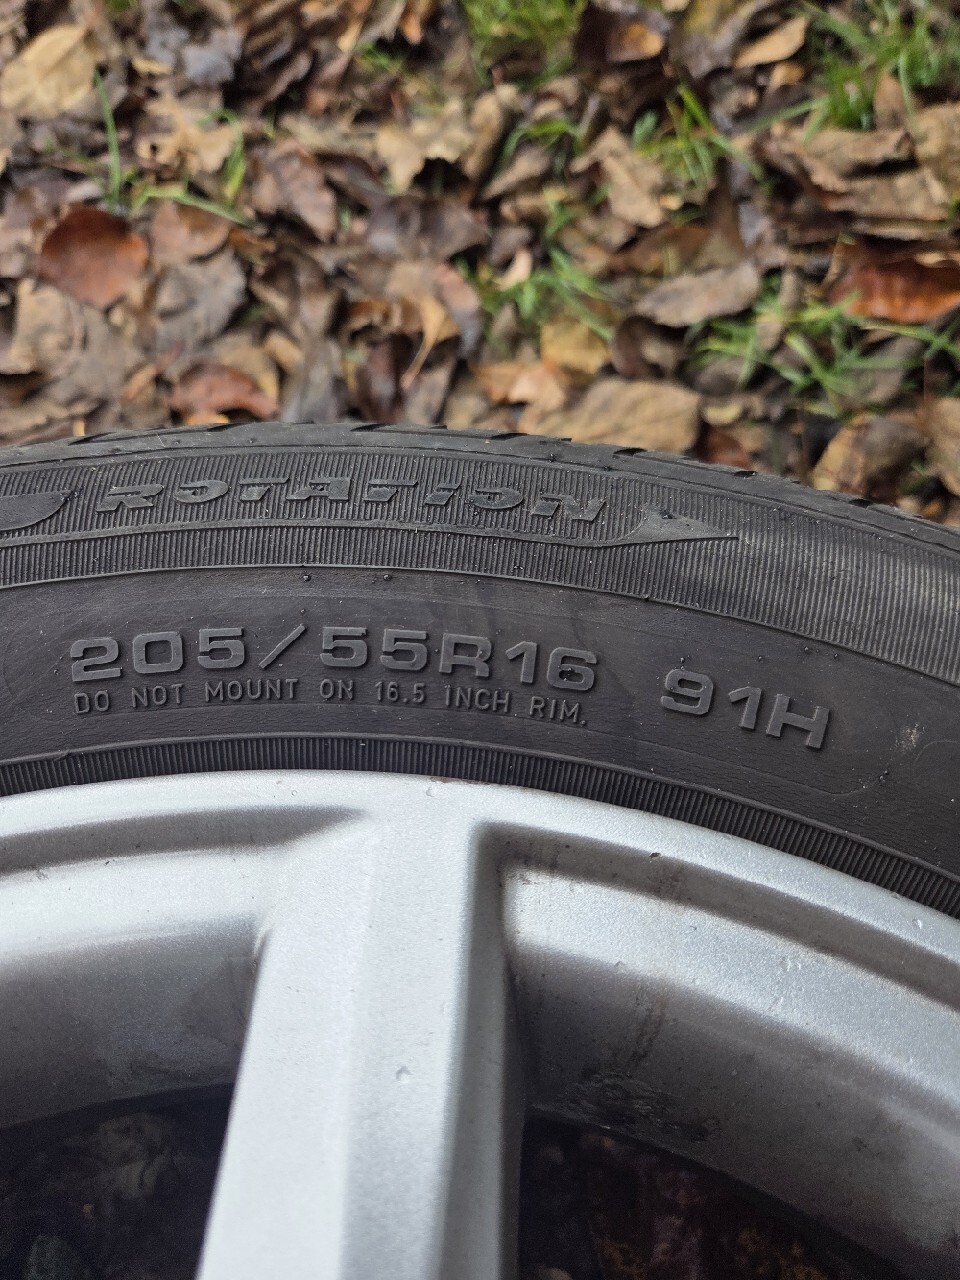 ROTATION
205/55R16 91H
DO NOT MOUNT ON 16.5 INCH RIM.